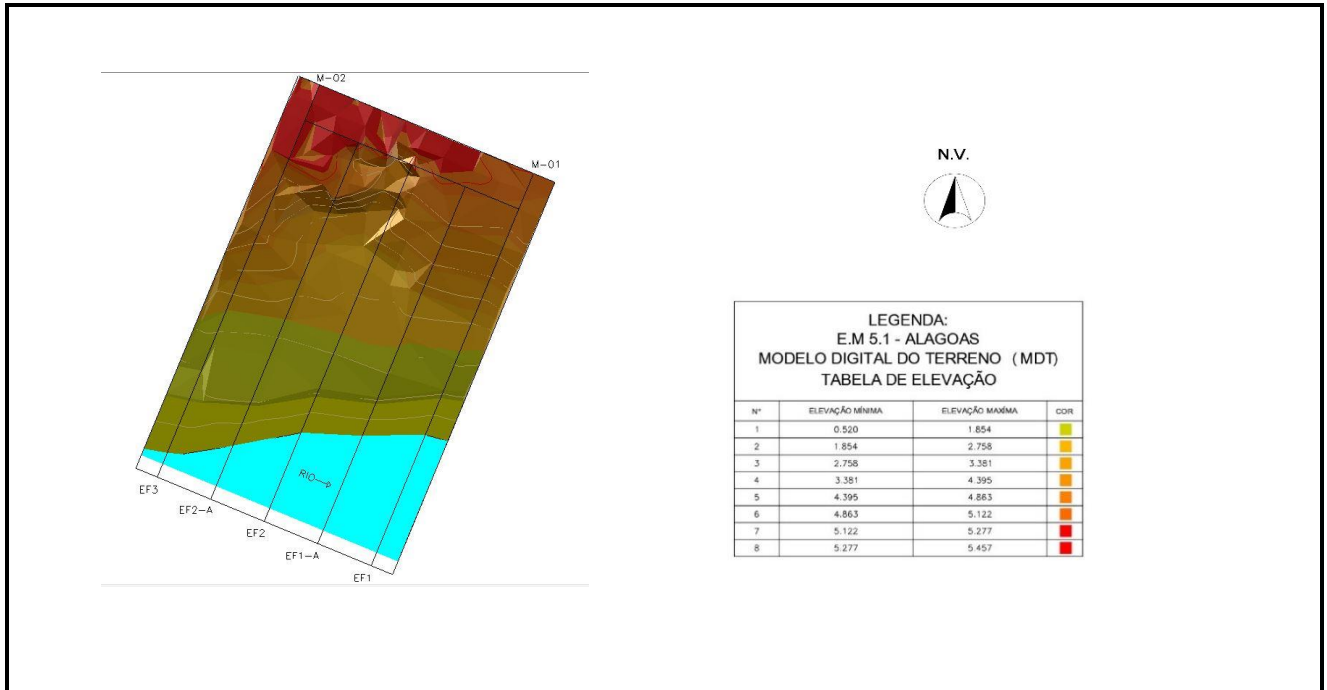 M-02
M-01
N.V.
RIO
EF3
EF2-A
EF2
EF1-A
EF1
LEGENDA:
E.M 5.1 - ALAGOAS
MODELO DIGITAL DO TERRENO (MDT)
TABELA DE ELEVAÇÃO
N° ELEVAÇÃO MÍNIMA ELEVAÇÃO MAXÍMA COR
1 0.520 1.854
2 1.854 2.758
3 2.758 3.381
4 3.381 4.395
5 4.395 4.863
6 4.863 5.122
7 5.122 5.277
8 5.277 5.457